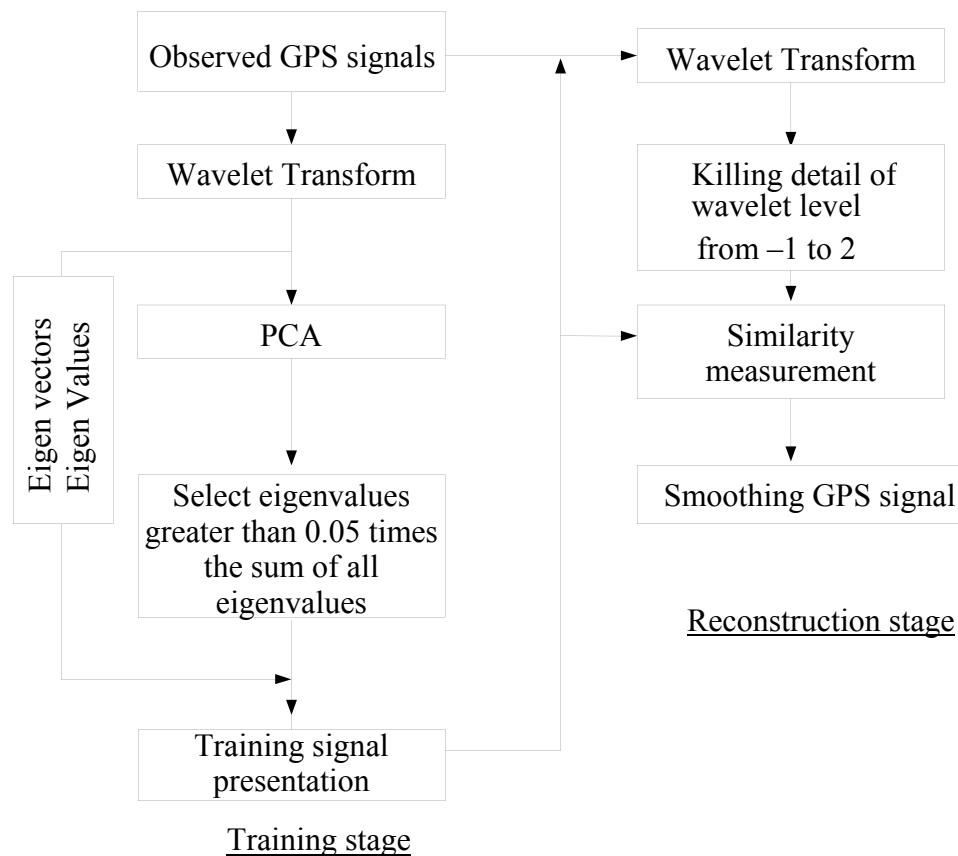 Observed GPS signals
Wavelet Transform
Eigen vectors
Eigen Values
PCA
Select eigenvalues
greater than 0.05 times
the sum of all
eigenvalues
Training signal
presentation
Training stage
Wavelet Transform
Killing detail of
wavelet level
from –1 to 2
Similarity
measurement
Smoothing GPS signal
Reconstruction stage